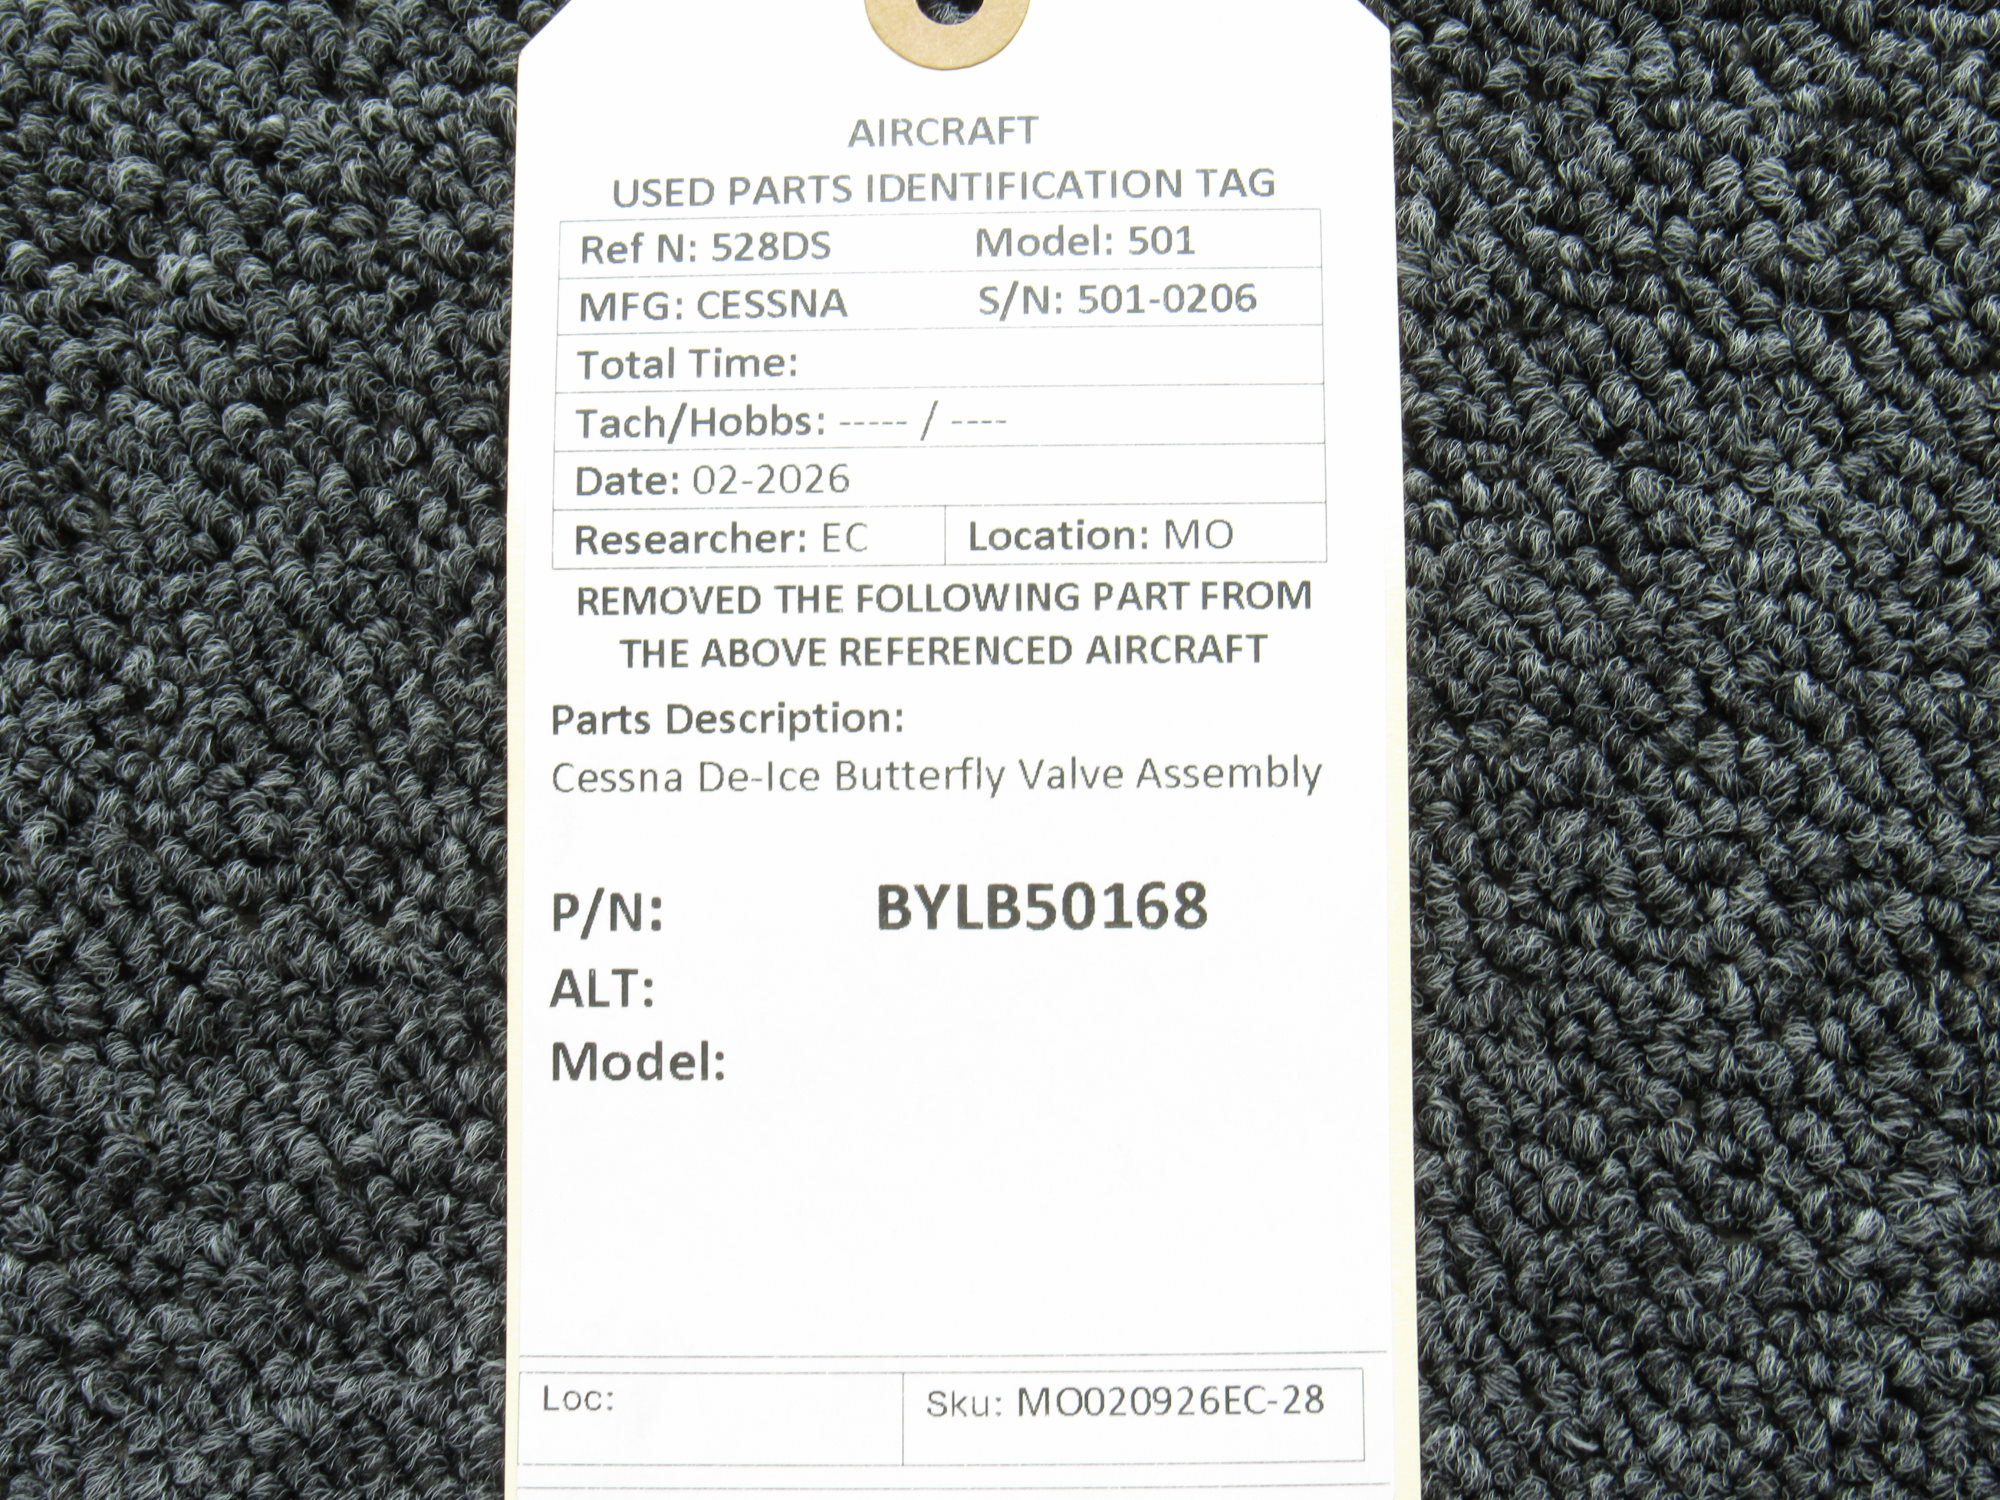 AIRCRAFT
USED PARTS IDENTIFICATION TAG
Ref N: 528DS Model: 501
MFG: CESSNA S/N: 501-0206
Total Time:
Tach/Hobbs: ----- / ----
Date: 02-2026
Researcher: EC Location: MO
REMOVED THE FOLLOWING PART FROM
THE ABOVE REFERENCED AIRCRAFT
Parts Description:
Cessna De-Ice Butterfly Valve Assembly
P/N: BYLB50168
ALT:
Model:
Loc: Sku: MO020926EC-28